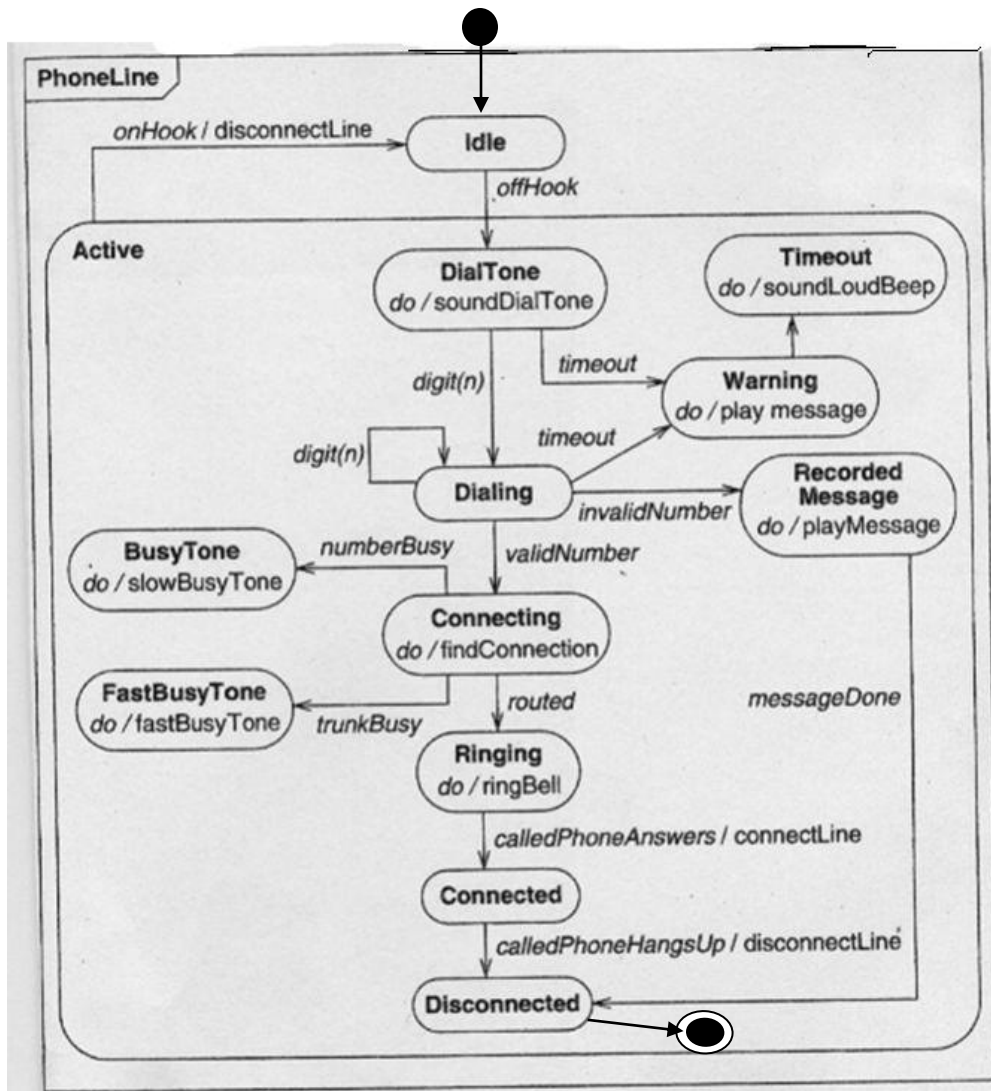 PhoneLine
onHook / disconnectLine
Idle
offHook
Active
DialTone
do / soundDialTone
Timeout
do / soundLoudBeep
timeout
Warning
do / play message
digit(n)
timeout
digit(n)
Dialing
Recorded
Message
do / playMessage
invalidNumber
BusyTone
do / slowBusyTone
numberBusy
validNumber
Connecting
do / findConnection
FastBusyTone
do / fastBusyTone
trunkBusy
routed
messageDone
Ringing
do / ringBell
calledPhoneAnswers / connectLine
Connected
calledPhoneHangsUp / disconnectLine
Disconnected